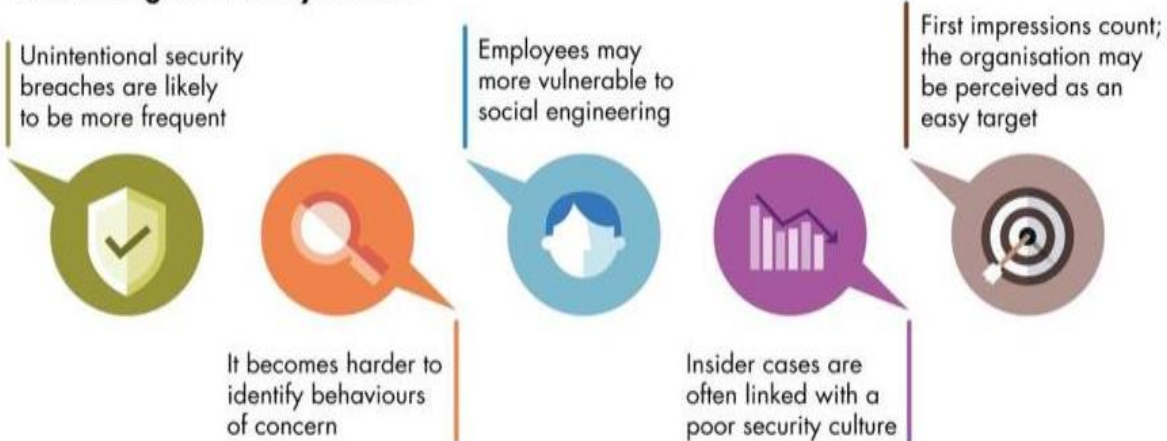 Unintentional security
breaches are likely
to be more frequent
It becomes harder to
identify behaviours
of concern
Employees may
more vulnerable to
social engineering
Insider cases are
often linked with a
poor security culture
First impressions count;
the organisation may
be perceived as an
easy target